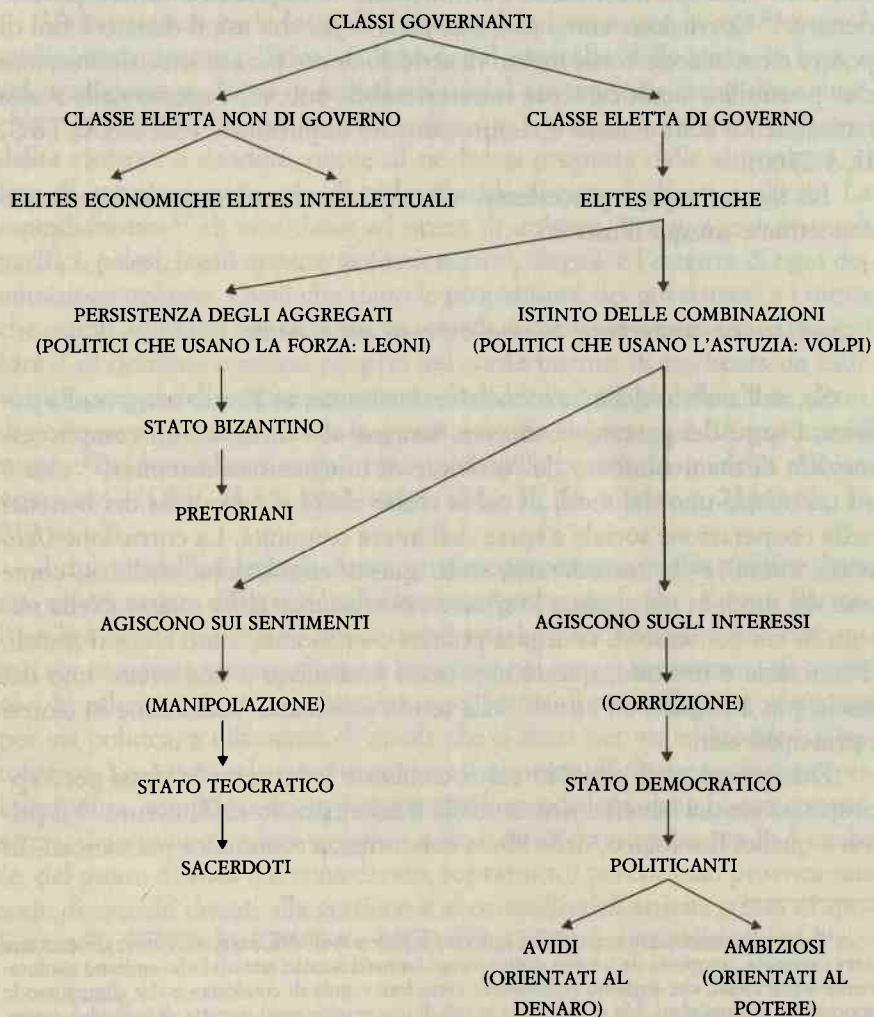 CLASSI GOVERNANTI
CLASSE ELETTA NON DI GOVERNO
CLASSE ELETTA DI GOVERNO
ELITES ECONOMICHE ELITES INTELLETTUALI
ELITES POLITICHE
PERSISTENZA DEGLI AGGREGATI
(POLITICI CHE USANO LA FORZA: LEONI)
ISTINTO DELLE COMBINAZIONI
(POLITICI CHE USANO L'ASTUZIA: VOLPI)
STATO BIZANTINO
PRETORIANI
AGISCONO SUI SENTIMENTI
AGISCONO SUGLI INTERESSI
(MANIPOLAZIONE)
(CORRUZIONE)
STATO TEOCRATICO
STATO DEMOCRATICO
SACERDOTI
POLITICANTI
AVIDI
(ORIENTATI AL
DENARO)
AMBIZIOSI
(ORIENTATI AL
POTERE)